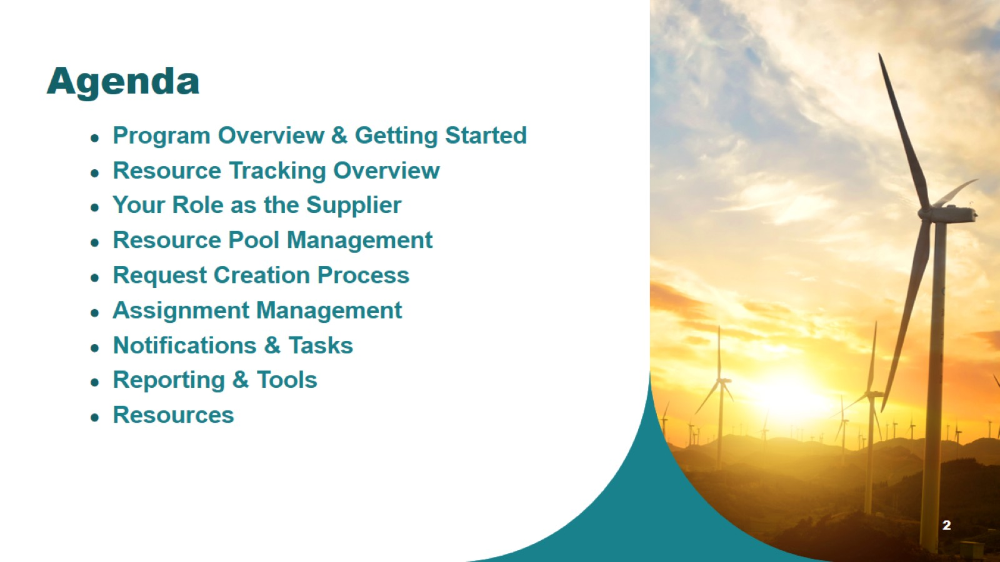 Agenda
• Program Overview & Getting Started
• Resource Tracking Overview
• Your Role as the Supplier
• Resource Pool Management
• Request Creation Process
• Assignment Management
• Notifications & Tasks
• Reporting & Tools
• Resources
2